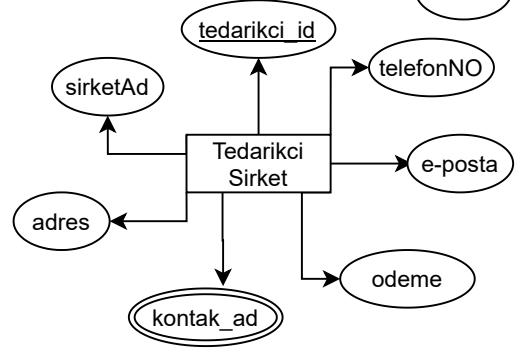 tedarikci_id
telefonNO
sirketAd
Tedarikci
Sirket
e-posta
adres
odeme
kontak_ad